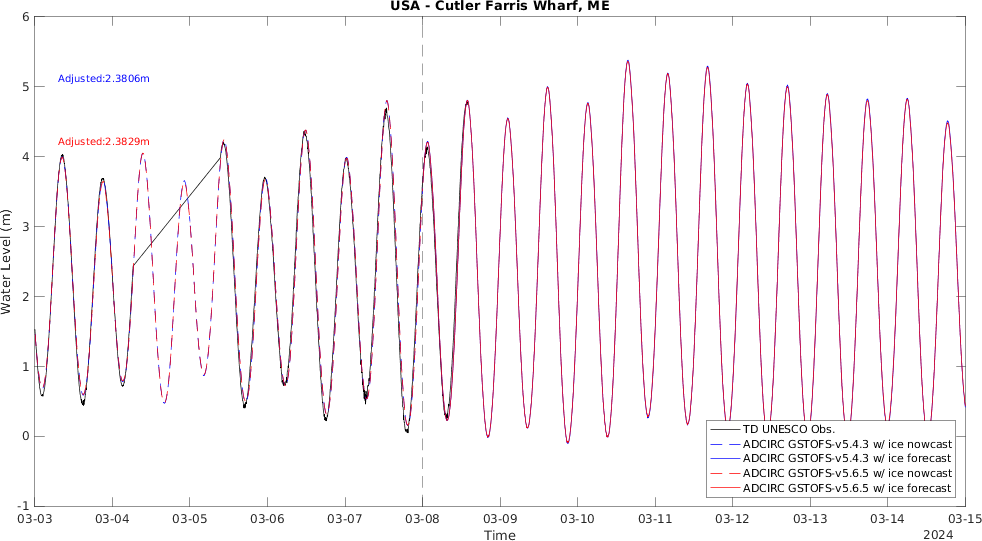 USA - Cutler Farris Wharf, ME
6
5
4
3
2
1
0
-1
Water Level (m)
Adjusted:2.3806m
Adjusted:2.3829m
TD UNESCO Obs.
ADCIRC GSTOFS-v5.4.3 w/ ice nowcast
ADCIRC GSTOFS-v5.4.3 w/ ice forecast
ADCIRC GSTOFS-v5.6.5 w/ ice nowcast
ADCIRC GSTOFS-v5.6.5 w/ ice forecast
03-03 03-04 03-05 03-06 03-07 03-08 03-09 03-10 03-11 03-12 03-13 03-14 03-15
Time
2024